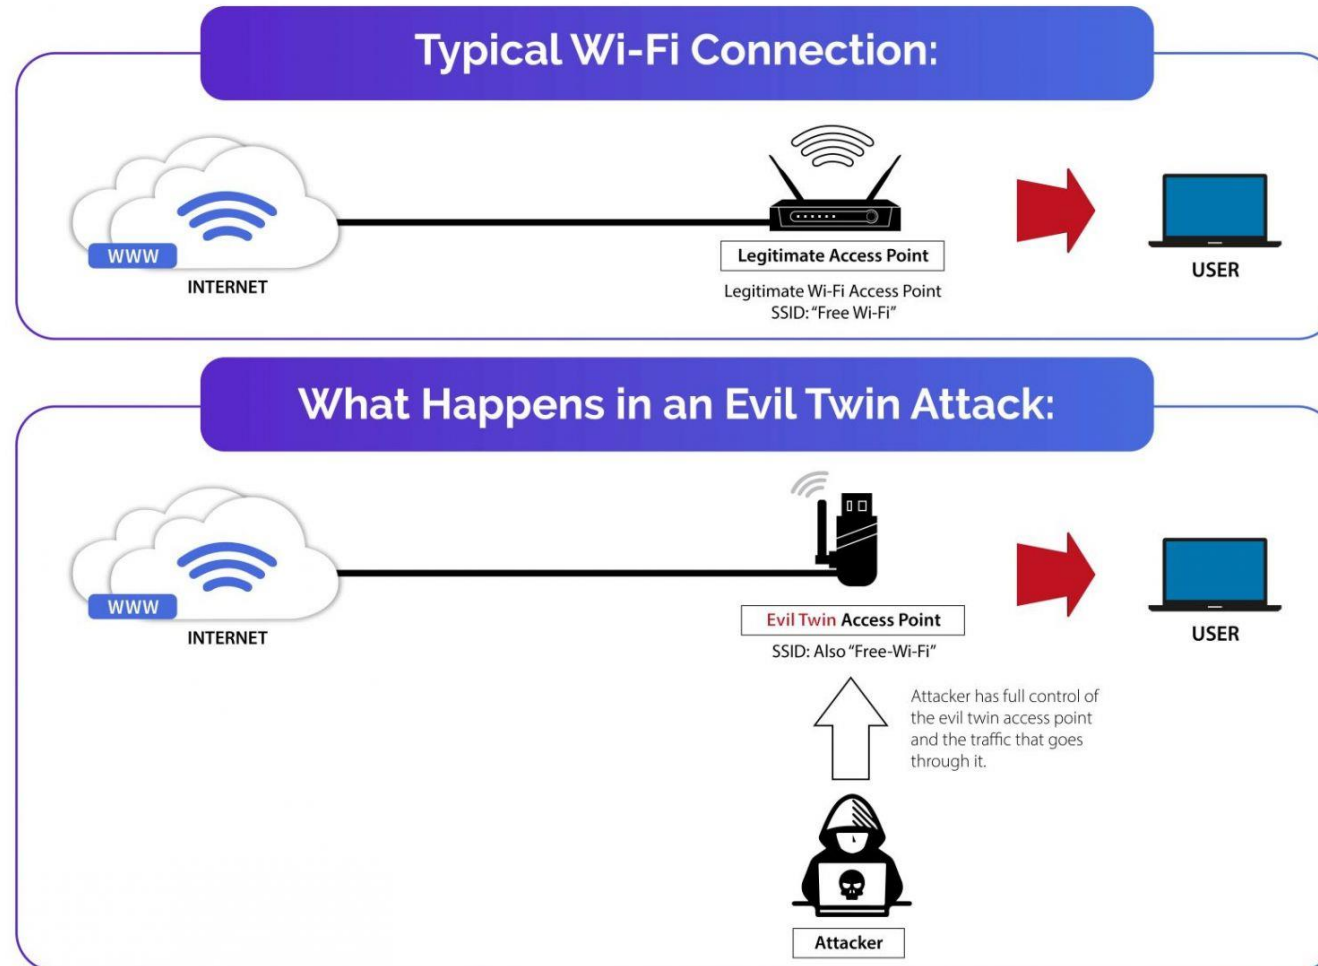 Typical Wi-Fi Connection:
WWW
INTERNET
Legitimate Access Point
Legitimate Wi-Fi Access Point
SSID: “Free Wi-Fi”
USER
What Happens in an Evil Twin Attack:
WWW
INTERNET
Evil Twin Access Point
SSID: Also “Free-Wi-Fi”
USER
Attacker has full control of
the evil twin access point
and the traffic that goes
through it.
Attacker